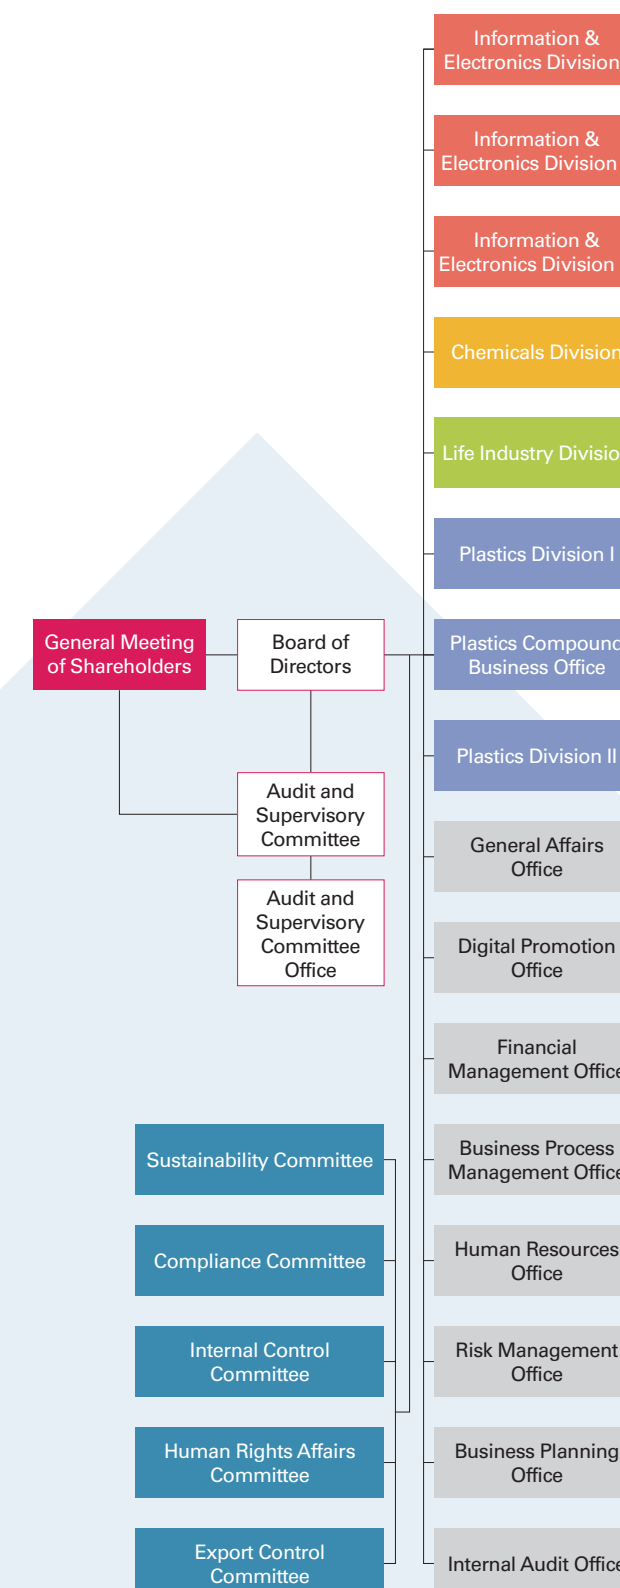 Information &
Electronics Division
Information &
Electronics Division
Information &
Electronics Division
Chemicals Division
Life Industry Divisio
Plastics Division I
General Meeting
of Shareholders
Board of
Directors
Plastics Compound
Business Office
Plastics Division II
Audit and
Supervisory
Committee
General Affairs
Office
Audit and
Supervisory
Committee
Office
Digital Promotion
Office
Financial
Management Office
Sustainability Committee
Business Process
Management Office
Compliance Committee
Human Resources
Office
Internal Control
Committee
Risk Management
Office
Human Rights Affairs
Committee
Business Planning
Office
Export Control
Committee
Internal Audit Office